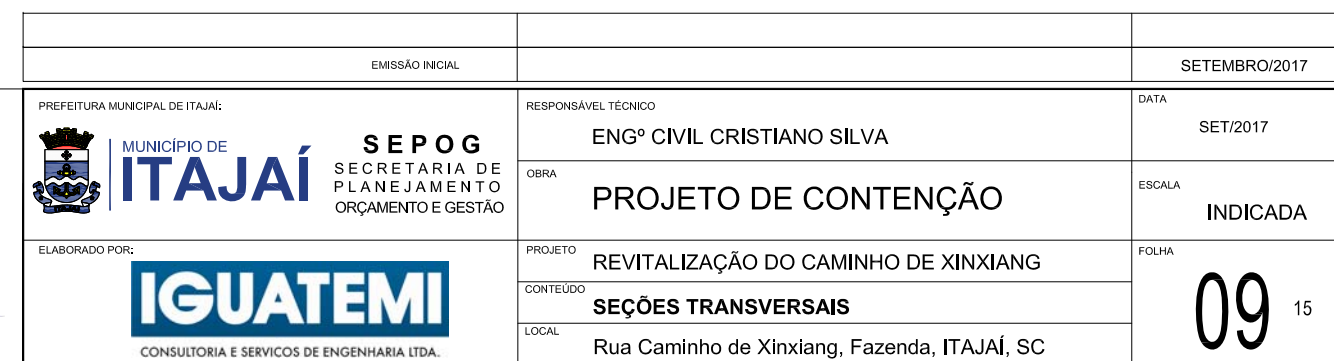 EMISSÃO INICIAL
SETEMBRO/2017
PREFEITURA MUNICIPAL DE ITAJAÍ:
MUNICÍPIO DE
ITAJAÍ
SEPOG
SECRETARIA DE
PLANEJAMENTO
ORÇAMENTO E GESTÃO
RESPONSÁVEL TÉCNICO
ENGº CIVIL CRISTIANO SILVA
DATA
SET/2017
OBRA
PROJETO DE CONTENÇÃO
ESCALA
INDICADA
ELABORADO POR:
IGUATEMI
CONSULTORIA E SERVICOS DE ENGENHARIA LTDA.
PROJETO
REVITALIZAÇÃO DO CAMINHO DE XINXIANG
CONTEÚDO
SEÇÕES TRANSVERSAIS
LOCAL
Rua Caminho de Xinxiang, Fazenda, ITAJAÍ, SC
FOLHA
09 15